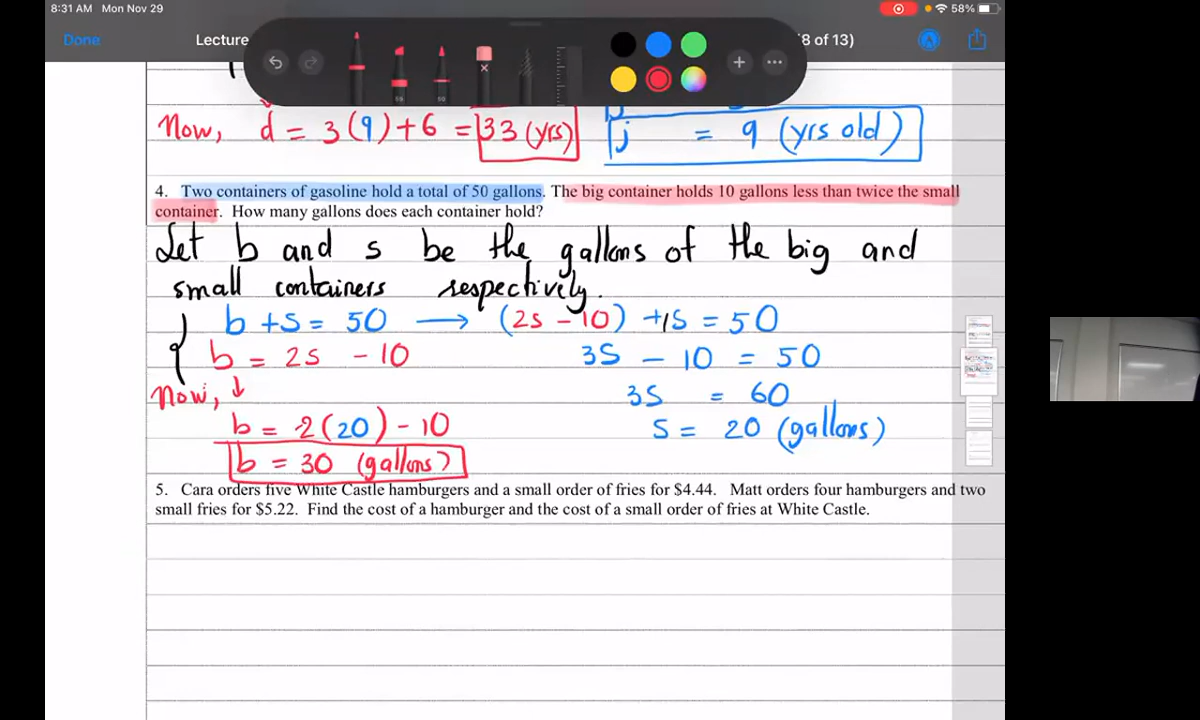 8:31 AM Mon Nov 29
58%
Done
Lecture
(8 of 13)
Now, d = 3(9)+6 = 33 (yrs)
j = 9 (yrs old)
4. Two containers of gasoline hold a total of 50 gallons. The big container holds 10 gallons less than twice the small
container. How many gallons does each container hold?
Let b and s be the gallons of the big and
small containers respectively.
b + s = 50 → (2s - 10) + 1s = 50
b = 2s - 10
3s - 10 = 50
Now, ↓
3s = 60
b = 2(20) - 10
s = 20 (gallons)
b = 30 (gallons)
5. Cara orders five White Castle hamburgers and a small order of fries for $4.44. Matt orders four hamburgers and two
small fries for $5.22. Find the cost of a hamburger and the cost of a small order of fries at White Castle.